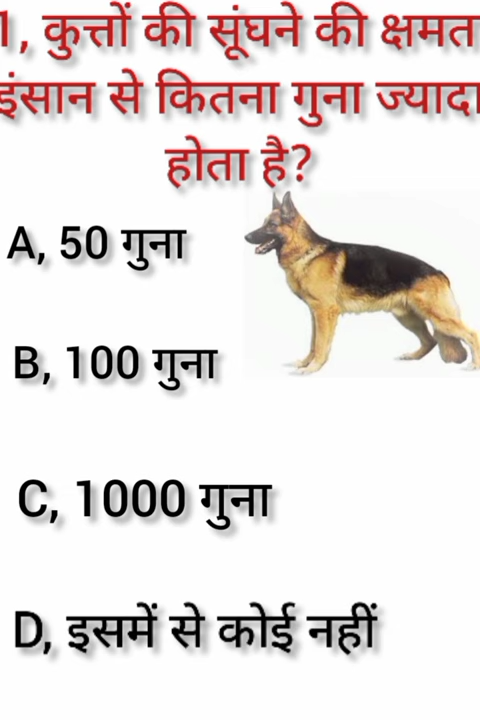 1, कुत्तों की सूंघने की क्षमता
इंसान से कितना गुना ज्यादा
होता है?
A, 50 गुना
B, 100 गुना
C, 1000 गुना
D, इसमें से कोई नहीं